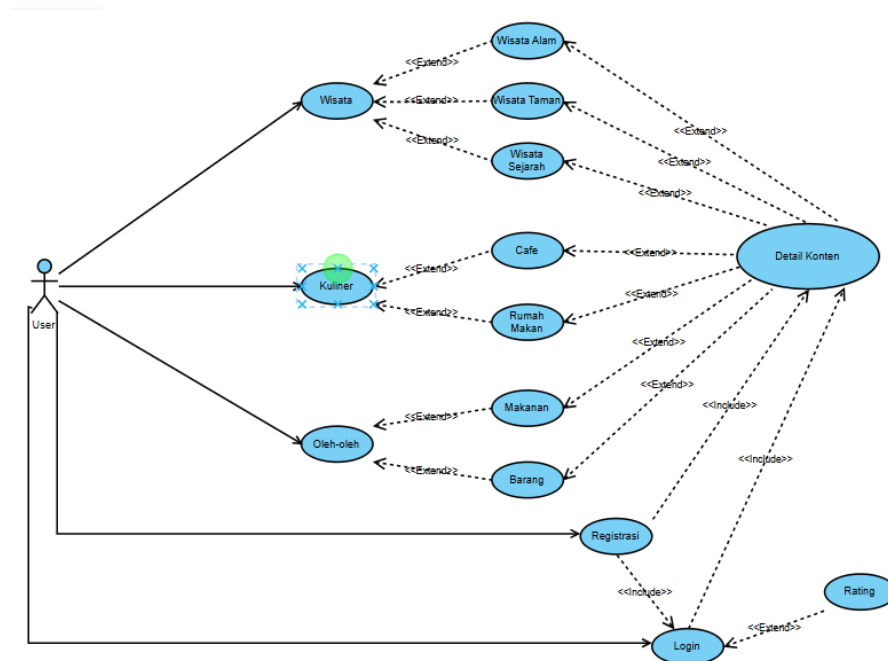 Wisata Alam
<<Extend>>
Wisata
<<Extend>>
Wisata Taman
<<Extend>>
<<Extend>>
<<Extend>>
Wisata
Sejarah
<<Extend>>
Cafe
<<Extend>>
Detail Konten
<<Extend>>
Kuliner
<<Extend>>
<<Extend>>
Rumah
Makan
User
<<Extend>>
<<Extend>>
Makanan
<<Include>>
<<sExtend>>
Oleh-oleh
<<Include>>
<<Extend>>
Barang
Registrasi
<<Include>>
Rating
<<Extend>>
Login